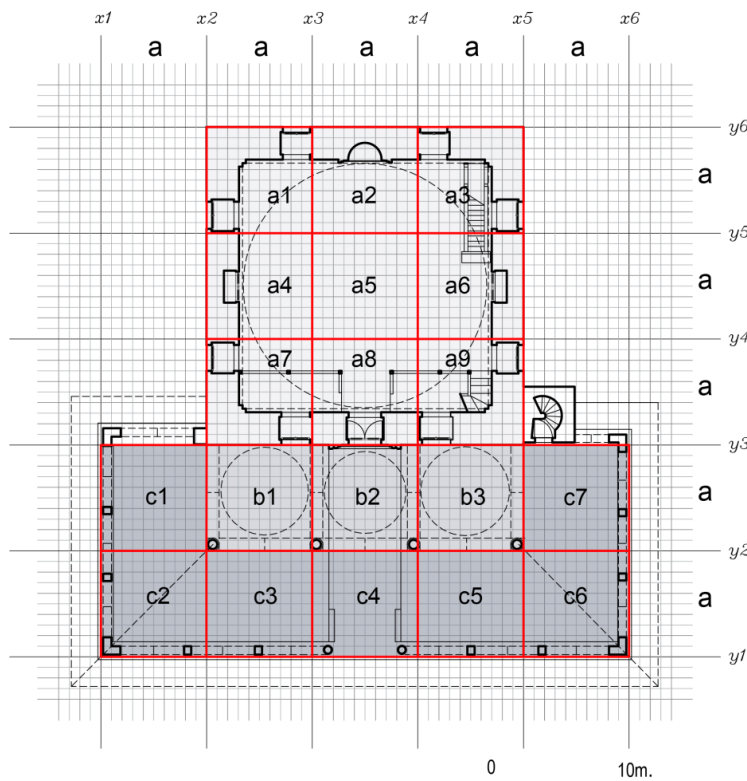 x1 x2 x3 x4 x5 x6
a a a a a
y6
a
a1 a2 a3
y5
a4 a5 a6 a
y4
a7 a8 a9
a
y3
c1 b1 b2 b3 c7 a
y2
c2 c3 c4 c5 c6 a
y1
0 10m.